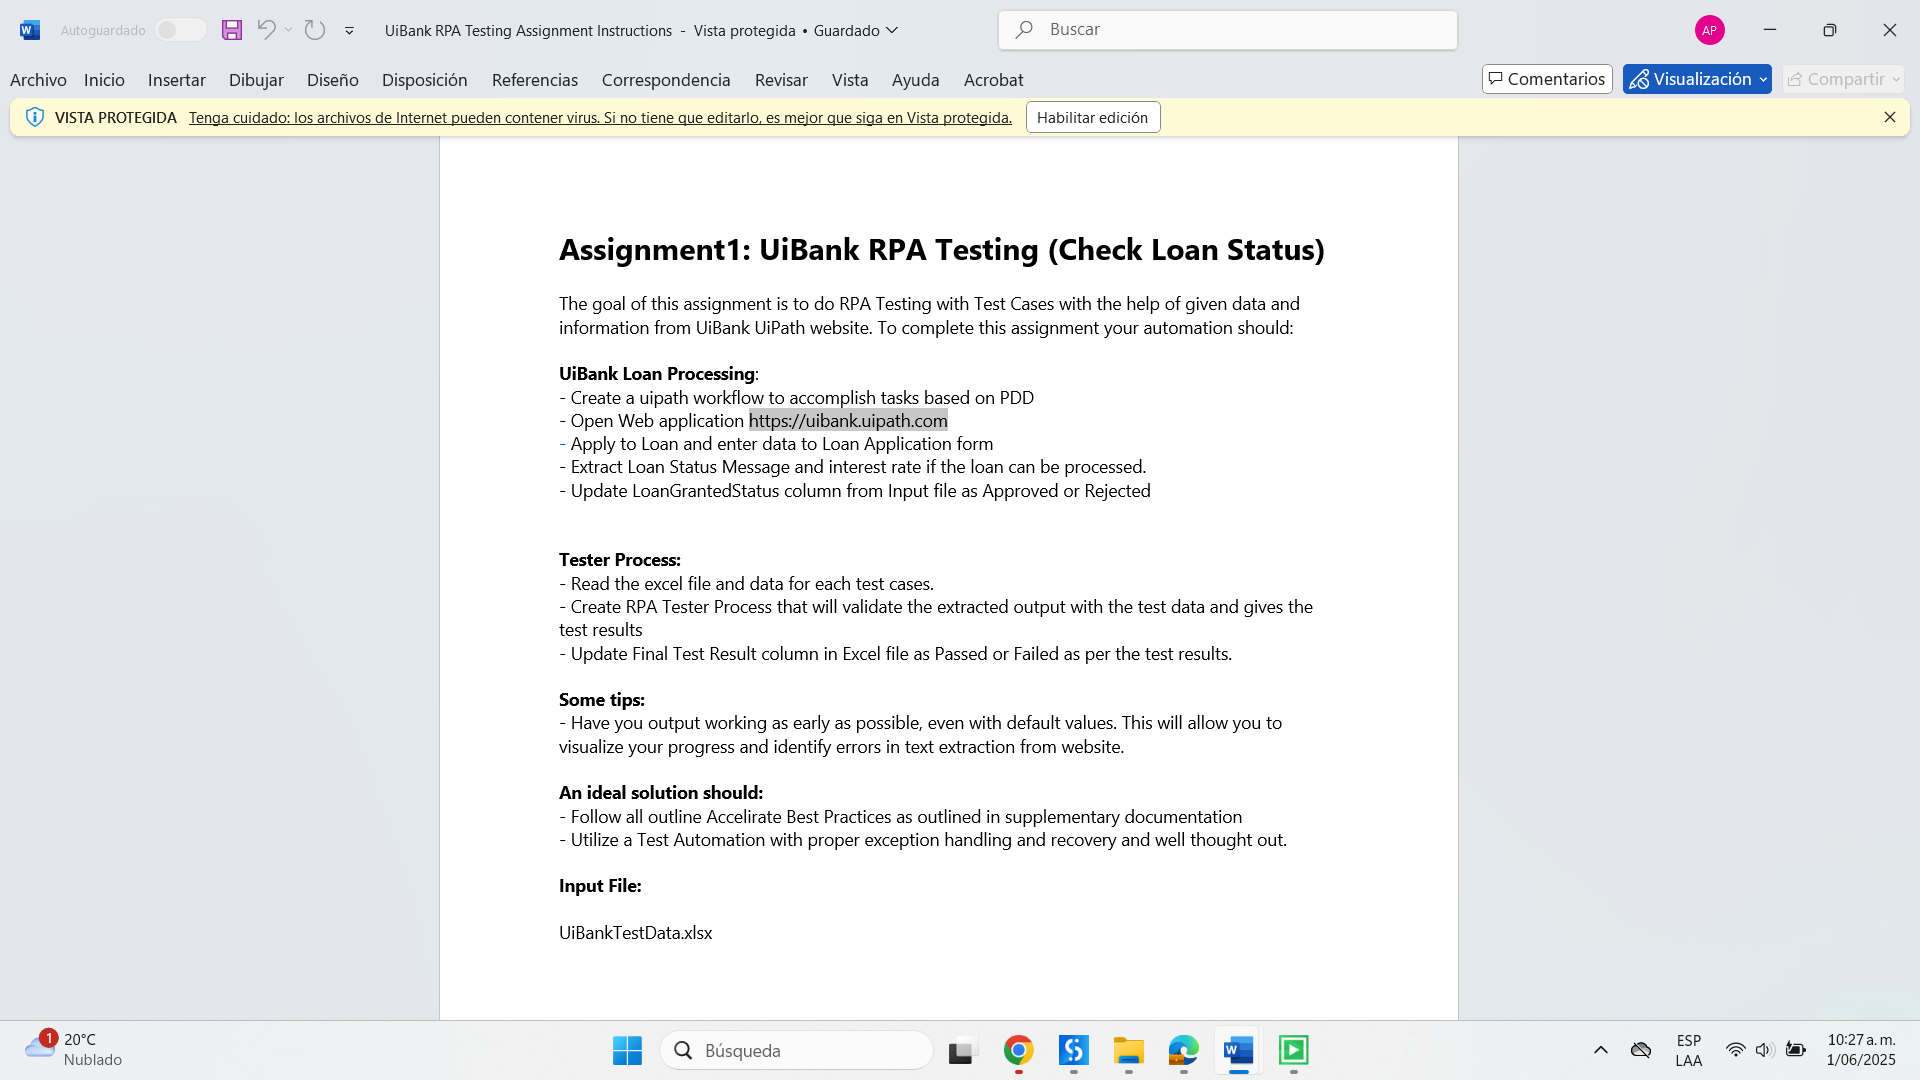 Autoguardado
UiBank RPA Testing Assignment Instructions - Vista protegida • Guardado
Buscar
AP
Archivo Inicio Insertar Dibujar Diseño Disposición Referencias Correspondencia Revisar Vista Ayuda Acrobat
Comentarios Visualización Compartir
VISTA PROTEGIDA Tenga cuidado: los archivos de Internet pueden contener virus. Si no tiene que editarlo, es mejor que siga en Vista protegida. Habilitar edición
Assignment1: UiBank RPA Testing (Check Loan Status)
The goal of this assignment is to do RPA Testing with Test Cases with the help of given data and
information from UiBank UiPath website. To complete this assignment your automation should:
UiBank Loan Processing:
- Create a uipath workflow to accomplish tasks based on PDD
- Open Web application https://uibank.uipath.com
- Apply to Loan and enter data to Loan Application form
- Extract Loan Status Message and interest rate if the loan can be processed.
- Update LoanGrantedStatus column from Input file as Approved or Rejected
Tester Process:
- Read the excel file and data for each test cases.
- Create RPA Tester Process that will validate the extracted output with the test data and gives the
test results
- Update Final Test Result column in Excel file as Passed or Failed as per the test results.
Some tips:
- Have you output working as early as possible, even with default values. This will allow you to
visualize your progress and identify errors in text extraction from website.
An ideal solution should:
- Follow all outline Accelirate Best Practices as outlined in supplementary documentation
- Utilize a Test Automation with proper exception handling and recovery and well thought out.
Input File:
UiBankTestData.xlsx
1
20°C
Nublado
Búsqueda
ESP
LAA
10:27 a. m.
1/06/2025